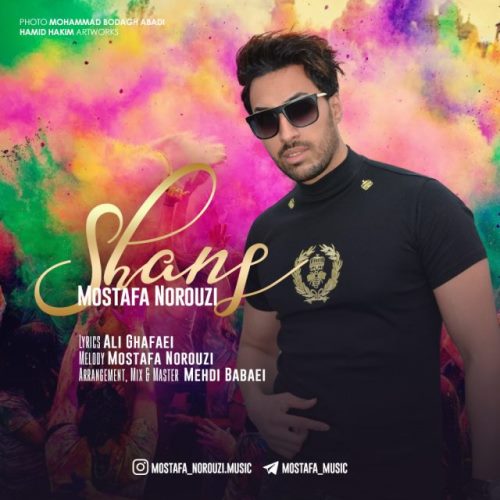 PHOTO MOHAMMAD BODAGH ABADI
HAMID HAKIM ARTWORKS
Shans
MOSTAFA NOROUZI
LYRICS ALI GHAFAEI
MELODY MOSTAFA NOROUZI
ARRANGEMENT, MIX & MASTER MEHDI BABAEI
MOSTAFA_NOROUZI.MUSIC MOSTAFA_MUSIC